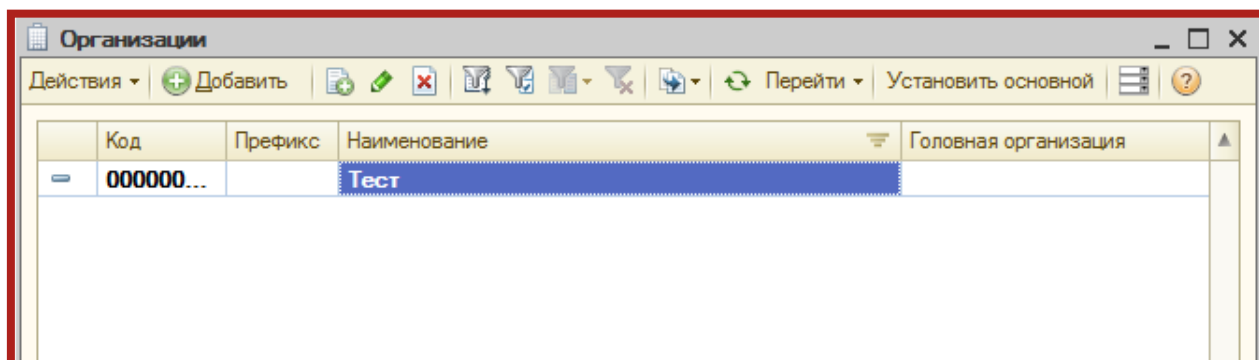 Организации
Действия Добавить Перейти Установить основной ?
Код Префикс Наименование Головная организация
000000... Тест